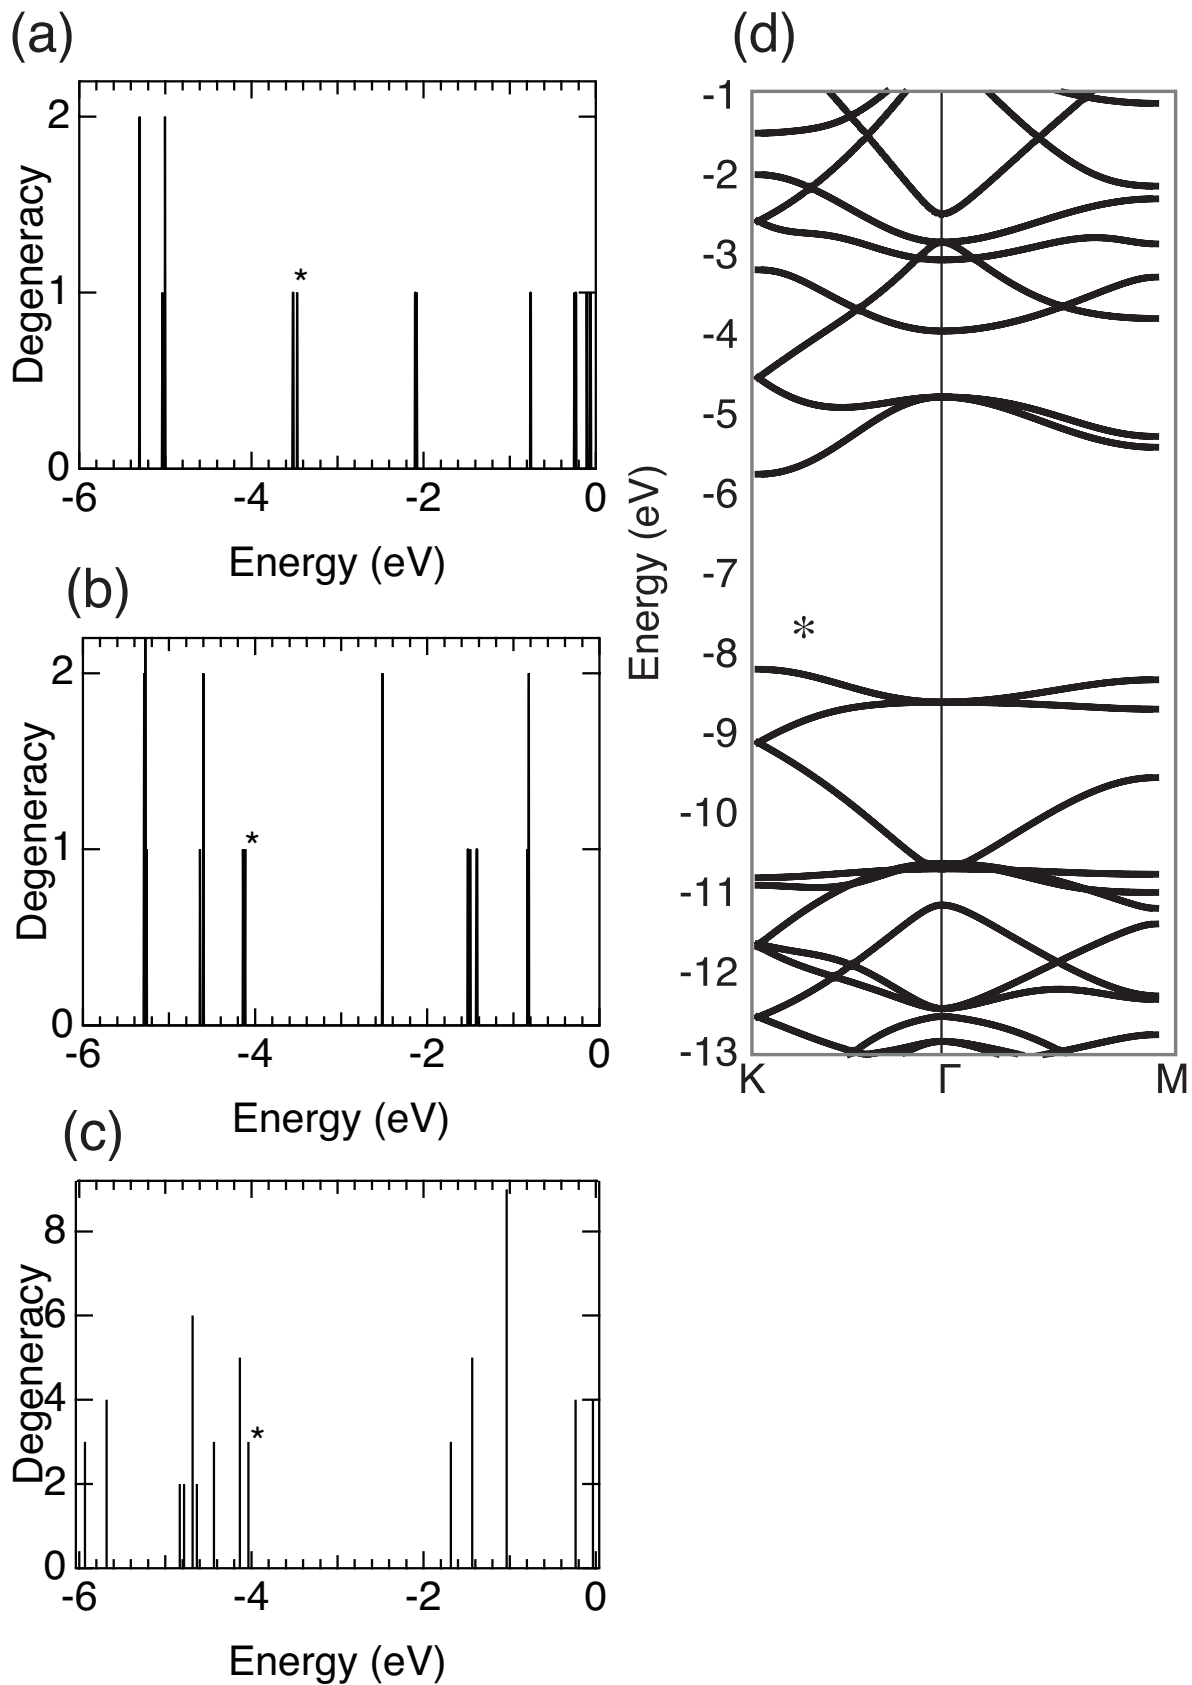 (a)
2
1
0
Degeneracy
*
-6
-4
-2
0
Energy (eV)
(b)
2
1
0
Degeneracy
*
-6
-4
-2
0
Energy (eV)
(c)
8
6
4
2
0
Degeneracy
*
-6
-4
-2
0
Energy (eV)
(d)
-1
-2
-3
-4
-5
-6
-7
-8
-9
-10
-11
-12
-13
Energy (eV)
*
K
Γ
M